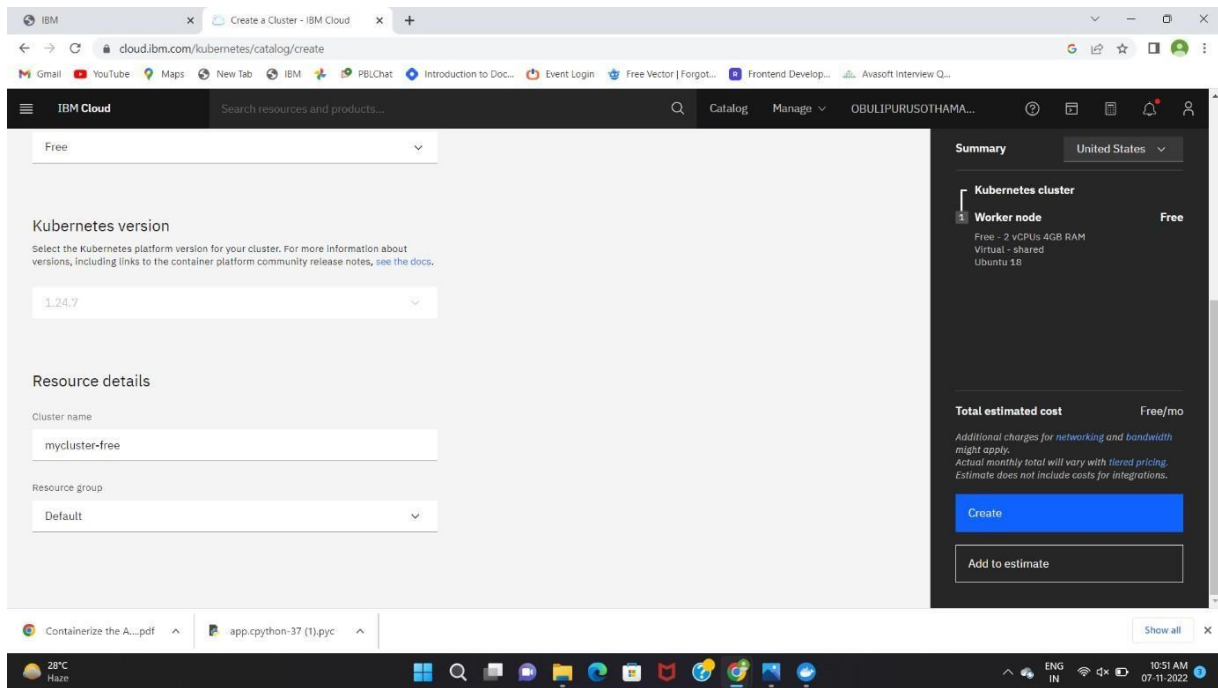 IBM
Create a Cluster - IBM Cloud
cloud.ibm.com/kubernetes/catalog/create
Gmail YouTube Maps New Tab IBM PBLChat Introduction to Doc... Event Login Free Vector | Forgot... Frontend Develop... Avasoft Interview Q...
IBM Cloud Search resources and products... Catalog Manage OBULIPURUSOTHAMA...
Free
Kubernetes version
Select the Kubernetes platform version for your cluster. For more information about
versions, including links to the container platform community release notes, see the docs.
1.24.7
Resource details
Cluster name
mycluster-free
Resource group
Default
Summary United States
Kubernetes cluster
1 Worker node Free
Free - 2 vCPUs 4GB RAM
Virtual - shared
Ubuntu 18
Total estimated cost Free/mo
Additional charges for networking and bandwidth
might apply.
Actual monthly total will vary with tiered pricing.
Estimate does not include costs for integrations.
Create
Add to estimate
Containerize the A....pdf app.cpython-37 (1).pyc Show all
28°C
Haze
ENG
IN
10:51 AM
07-11-2022
3